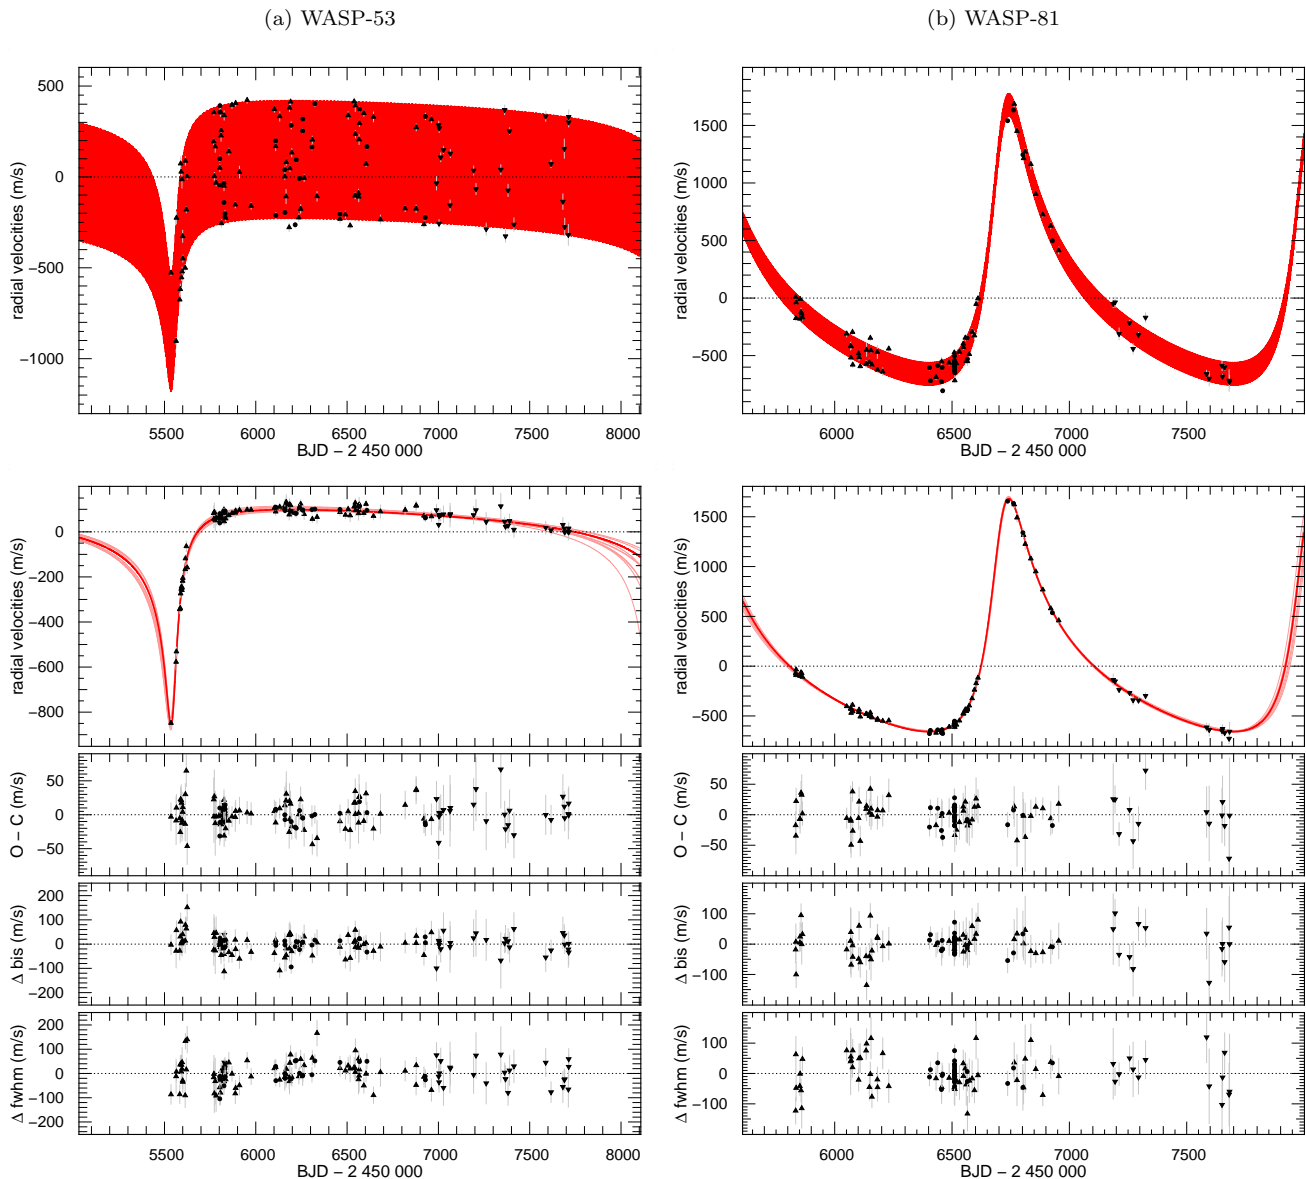 (a) WASP-53
(b) WASP-81
radial velocities (m/s)
500
0
−500
−1000
5500 6000 6500 7000 7500 8000
BJD − 2 450 000
radial velocities (m/s)
1500
1000
500
0
−500
6000 6500 7000 7500
BJD − 2 450 000
radial velocities (m/s)
0
−200
−400
−600
−800
O − C (m/s)
50
0
−50
Δ bis (m/s)
200
100
0
−100
−200
Δ fwhm (m/s)
200
100
0
−100
−200
5500 6000 6500 7000 7500 8000
BJD − 2 450 000
radial velocities (m/s)
1500
1000
500
0
−500
O − C (m/s)
50
0
−50
Δ bis (m/s)
100
0
−100
Δ fwhm (m/s)
100
0
−100
6000 6500 7000 7500
BJD − 2 450 000